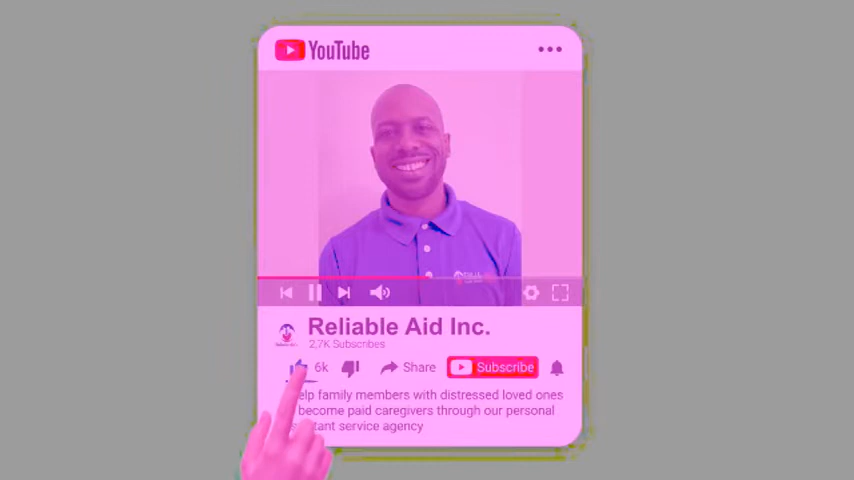 YouTube
Reliable Aid Inc.
2,7K Subscribes
6k
Share
Subscribe
elp family members with distressed loved ones
become paid caregivers through our personal
tant service agency